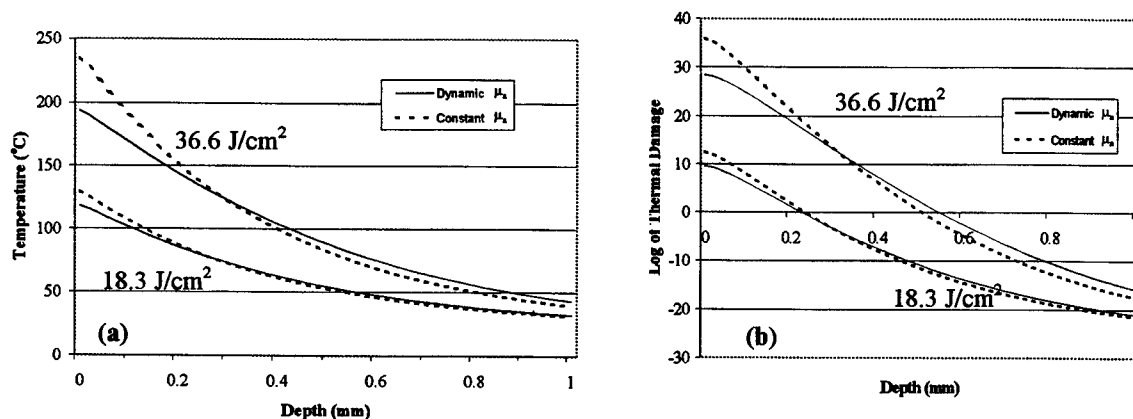 250
200
150
100
50
0
Temperature (°C)
Dynamic μa
Constant μa
36.6 J/cm²
18.3 J/cm²
(a)
0
0.2
0.4
0.6
0.8
1
Depth (mm)
40
30
20
10
0
-10
-20
-30
Log of Thermal Damage
36.6 J/cm²
Dynamic μa
Constant μa
0
0.2
0.4
0.6
0.8
18.3 J/cm²
(b)
Depth (mm)